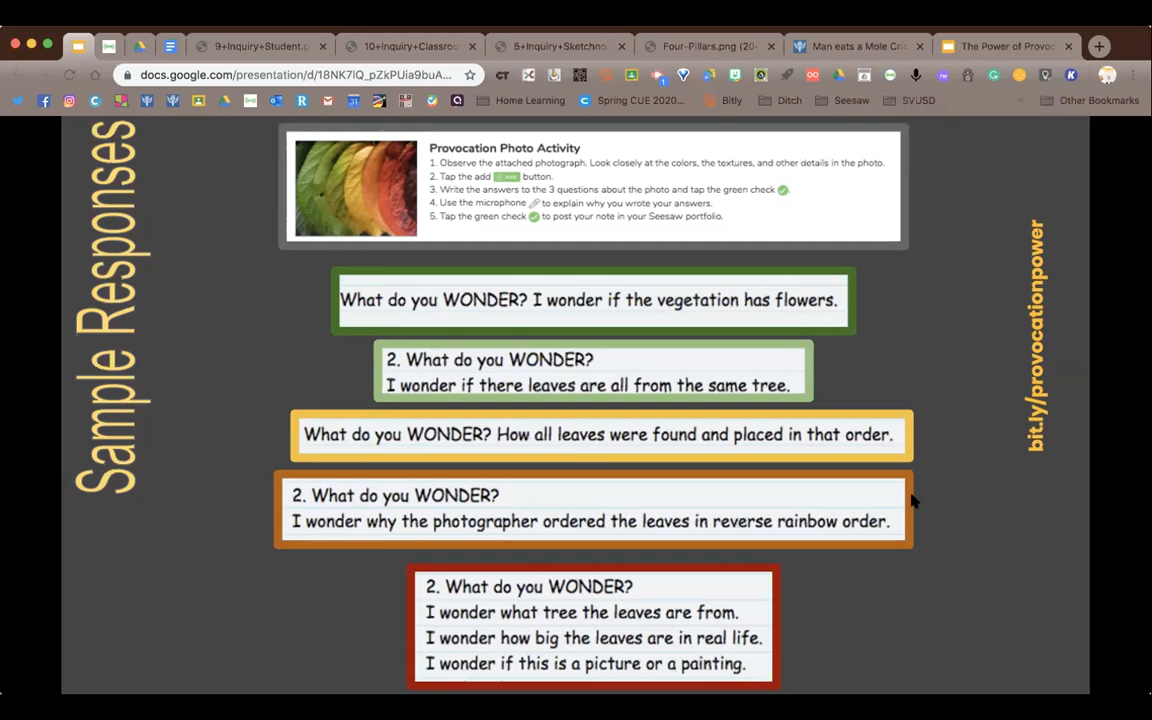 9+Inquiry+Student.p
10+Inquiry+Classroo
5+Inquiry+Sketchno
Four-Pillars.png (20
Man eats a Mole Cri
The Power of Provoc
docs.google.com/presentation/d/18NK7lQ_pZkPUia9buA...
Home Learning
Spring CUE 2020...
Bitly
Ditch
Seesaw
SVUSD
Other Bookmarks
Sample Responses
Provocation Photo Activity
1. Observe the attached photograph. Look closely at the colors, the textures, and other details in the photo.
2. Tap the add Add button.
3. Write the answers to the 3 questions about the photo and tap the green check .
4. Use the microphone to explain why you wrote your answers.
5. Tap the green check to post your note in your Seesaw portfolio.
What do you WONDER? I wonder if the vegetation has flowers.
2. What do you WONDER?
I wonder if there leaves are all from the same tree.
What do you WONDER? How all leaves were found and placed in that order.
2. What do you WONDER?
I wonder why the photographer ordered the leaves in reverse rainbow order.
2. What do you WONDER?
I wonder what tree the leaves are from.
I wonder how big the leaves are in real life.
I wonder if this is a picture or a painting.
bit.ly/provocationpower